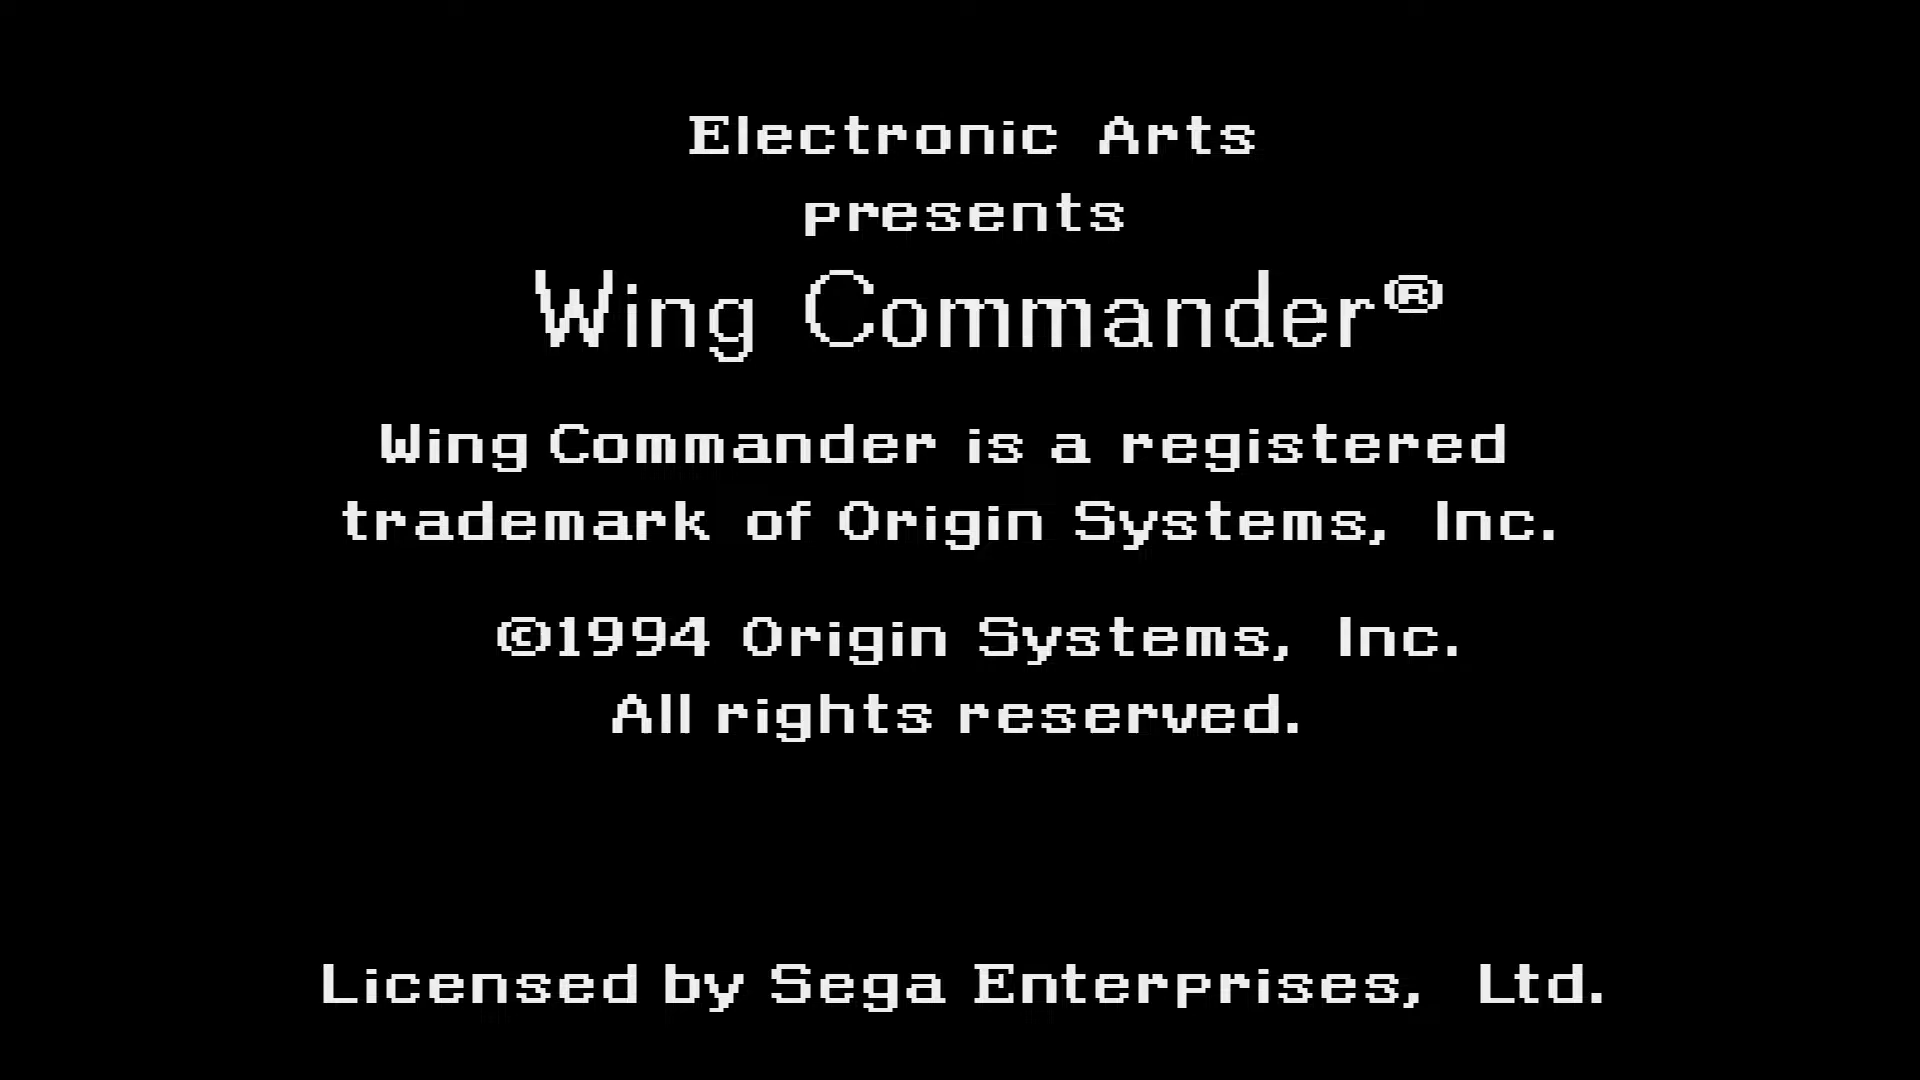 Electronic Arts
presents
Wing Commander®
Wing Commander is a registered
trademark of Origin Systems, Inc.
©1994 Origin Systems, Inc.
All rights reserved.
Licensed by Sega Enterprises, Ltd.